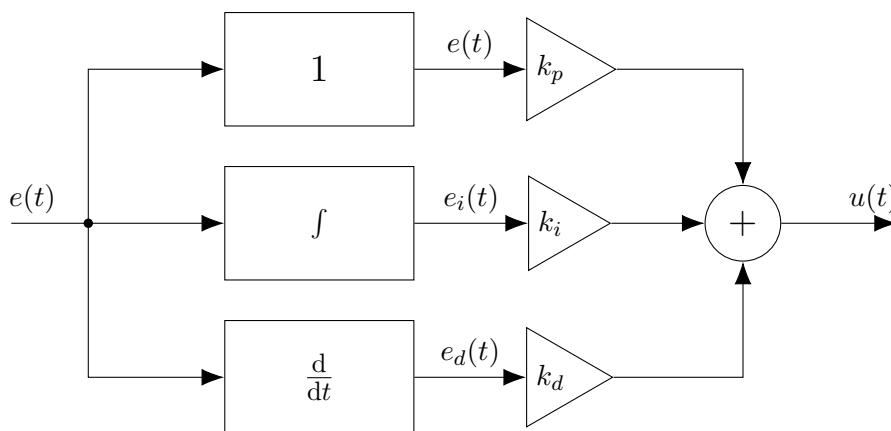 1 e(t) k_p
e(t) ∫ e_i(t) k_i + u(t)
d/dt e_d(t) k_d